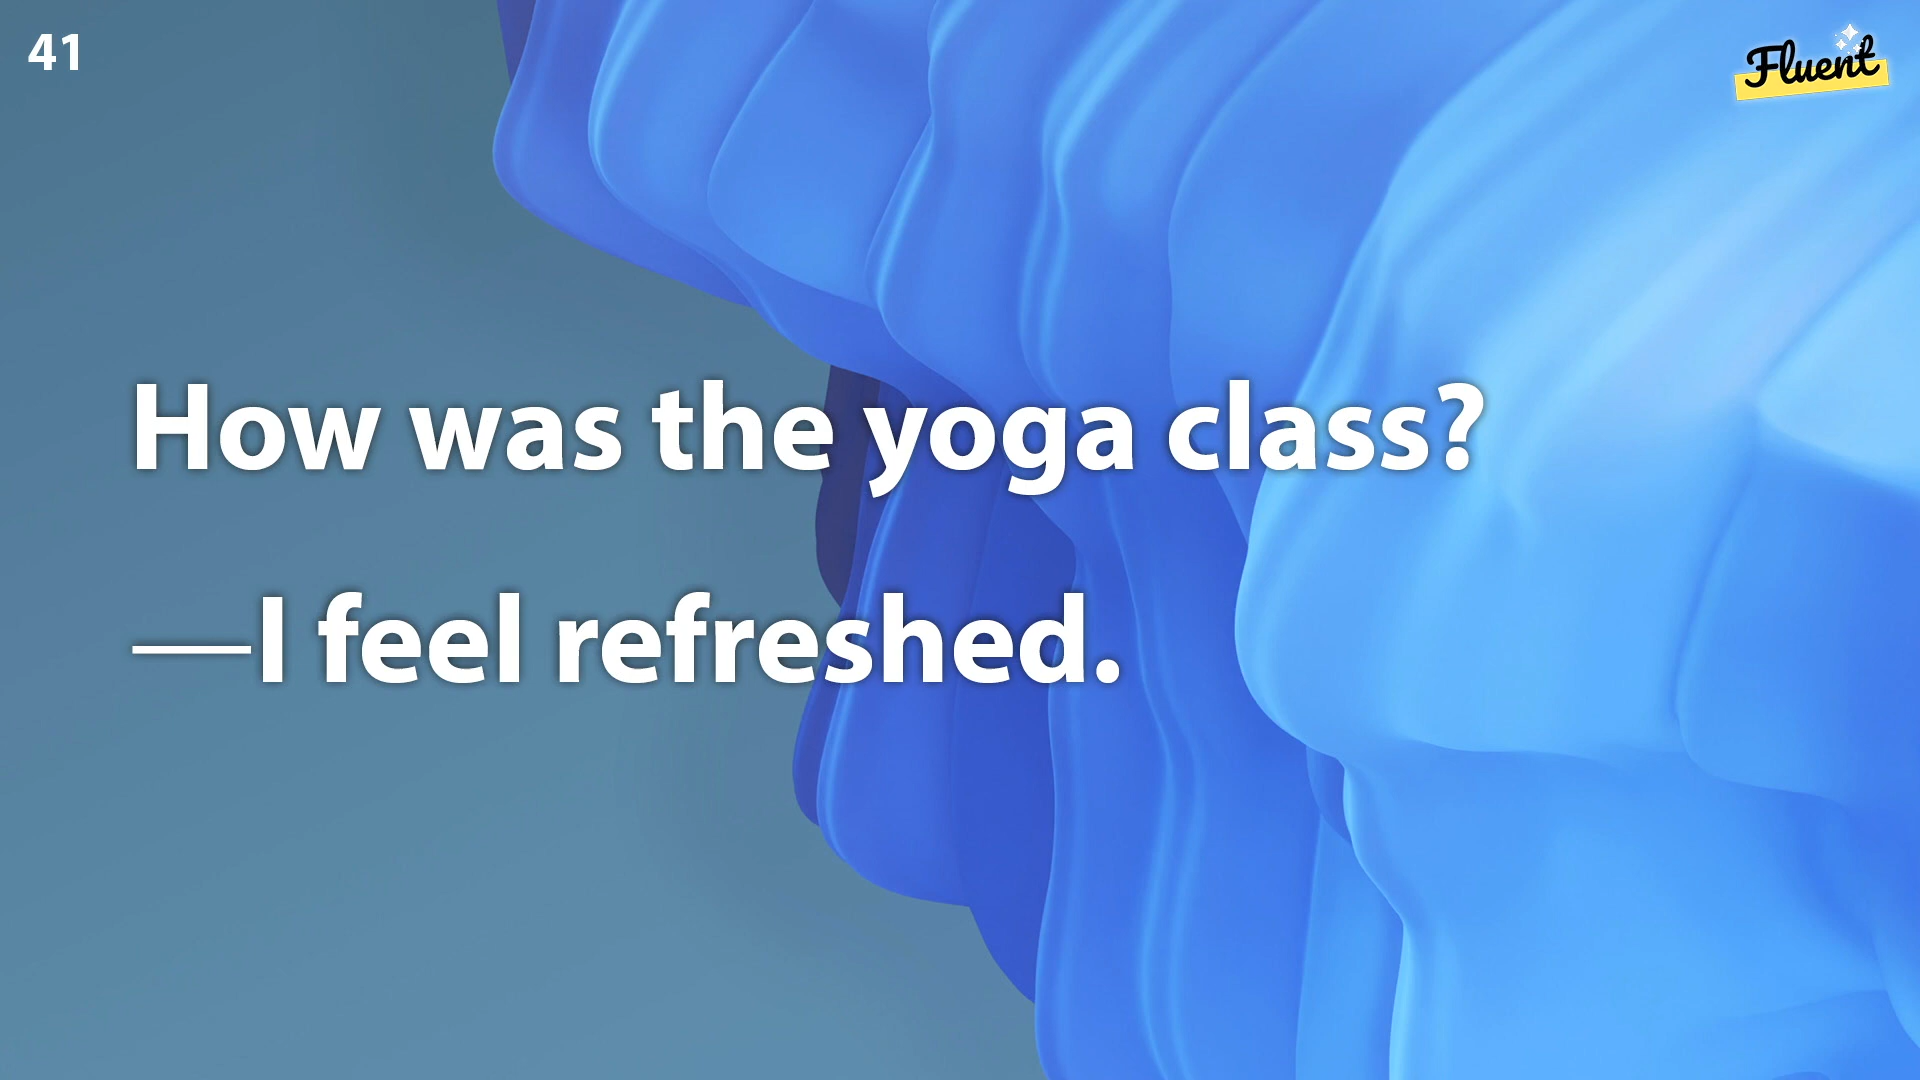 41
Fluent
How was the yoga class?
—I feel refreshed.